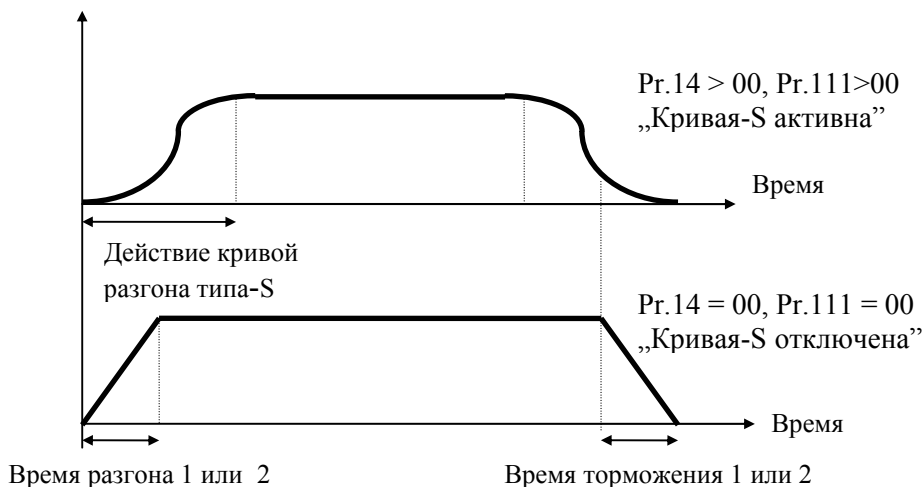 Pr.14 > 00, Pr.111>00
„Кривая-S активна”
Время
Действие кривой
разгона типа-S
Pr.14 = 00, Pr.111 = 00
„Кривая-S отключена”
Время
Время разгона 1 или 2
Время торможения 1 или 2